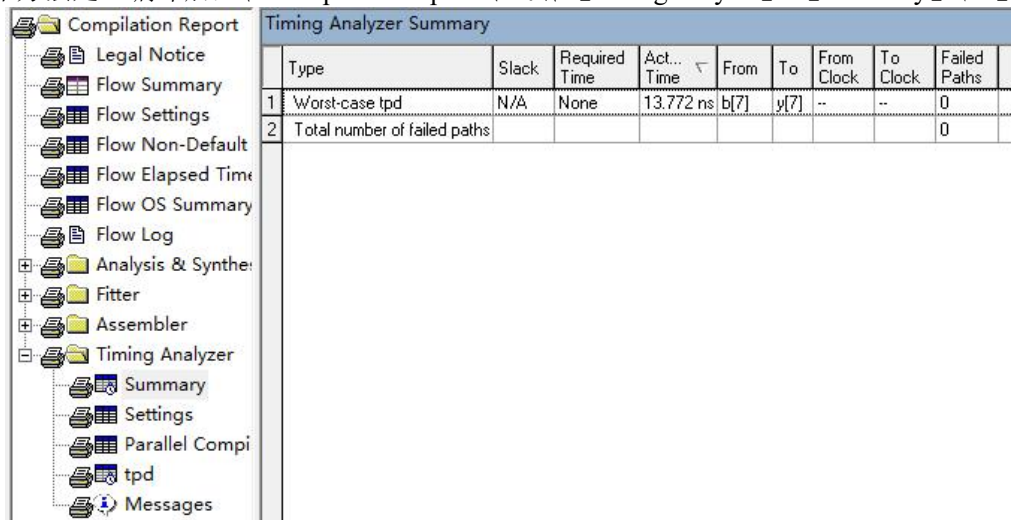 Compilation Report
Legal Notice
Flow Summary
Flow Settings
Flow Non-Default
Flow Elapsed Time
Flow OS Summary
Flow Log
Analysis & Synthe
Fitter
Assembler
Timing Analyzer
Summary
Settings
Parallel Compi
tpd
Messages
Timing Analyzer Summary
Type Slack Required Time Act... Time From To From Clock To Clock Failed Paths
1 Worst-case tpd N/A None 13.772 ns b[7] y[7] -- -- 0
2 Total number of failed paths 0